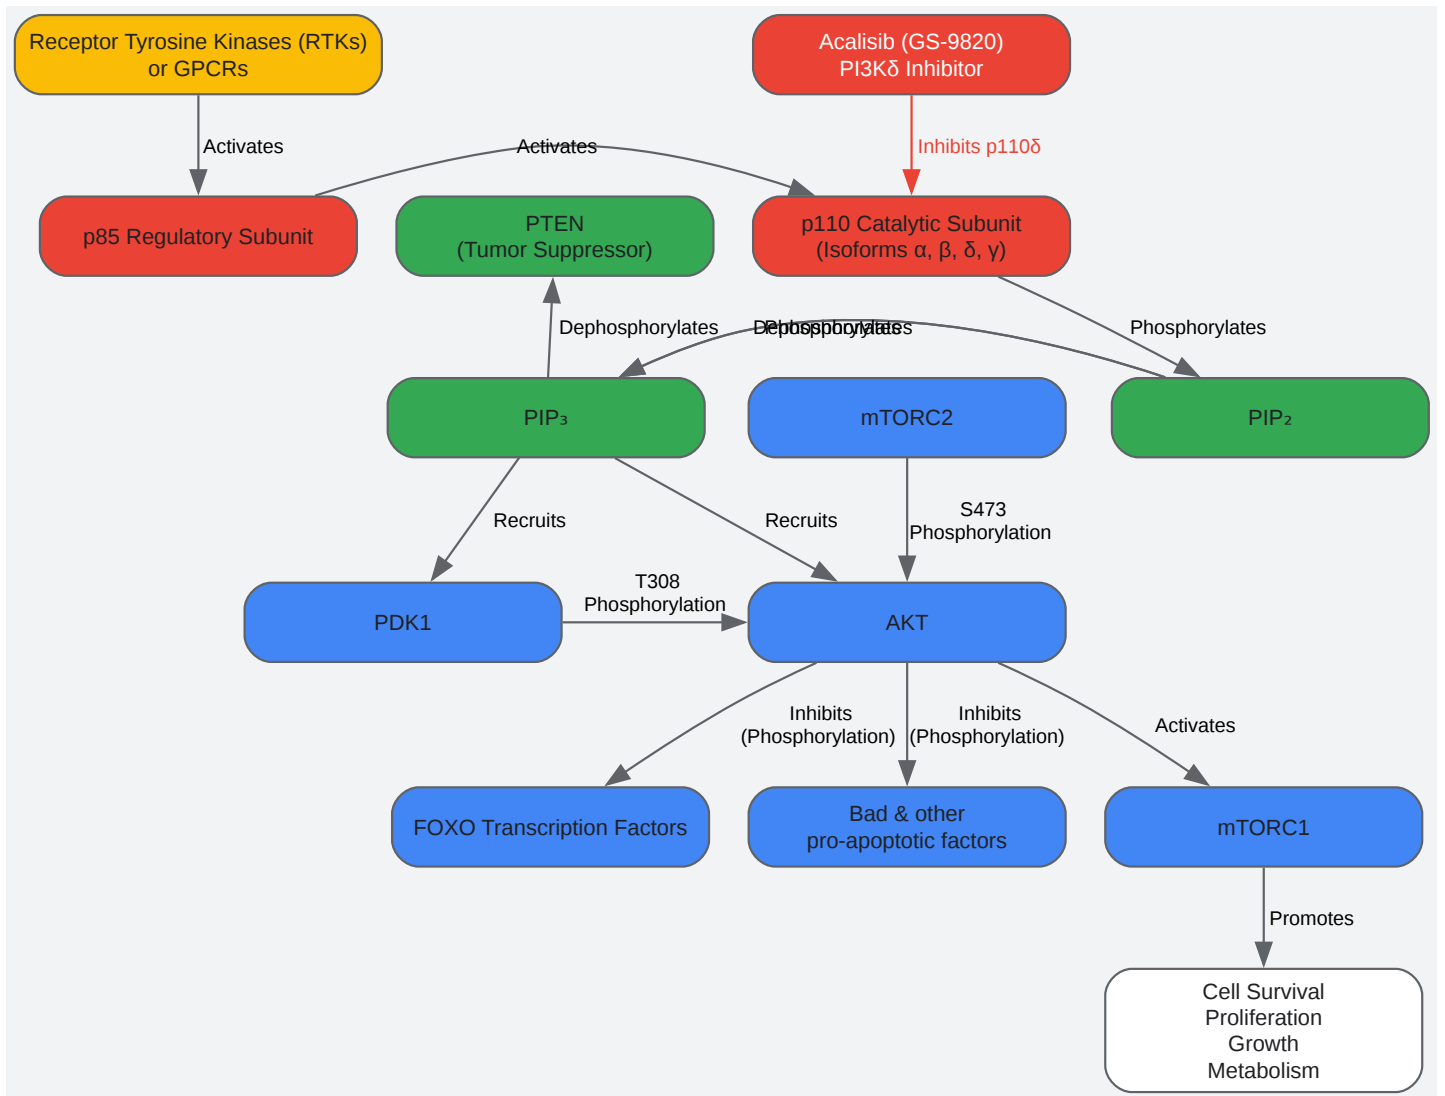 Receptor Tyrosine Kinases (RTKs)
or GPCRs
Acalisib (GS-9820)
PI3Kδ Inhibitor
Activates
Activates
Inhibits p110δ
p85 Regulatory Subunit
PTEN
(Tumor Suppressor)
p110 Catalytic Subunit
(Isoforms α, β, δ, γ)
Dephosphorylates
Dephosphorylates
Phosphorylates
Phosphorylates
PIP₃
mTORC2
PIP₂
Recruits
Recruits
S473
Phosphorylation
T308
Phosphorylation
PDK1
AKT
Inhibits
(Phosphorylation)
Inhibits
(Phosphorylation)
Activates
FOXO Transcription Factors
Bad & other
pro-apoptotic factors
mTORC1
Promotes
Cell Survival
Proliferation
Growth
Metabolism